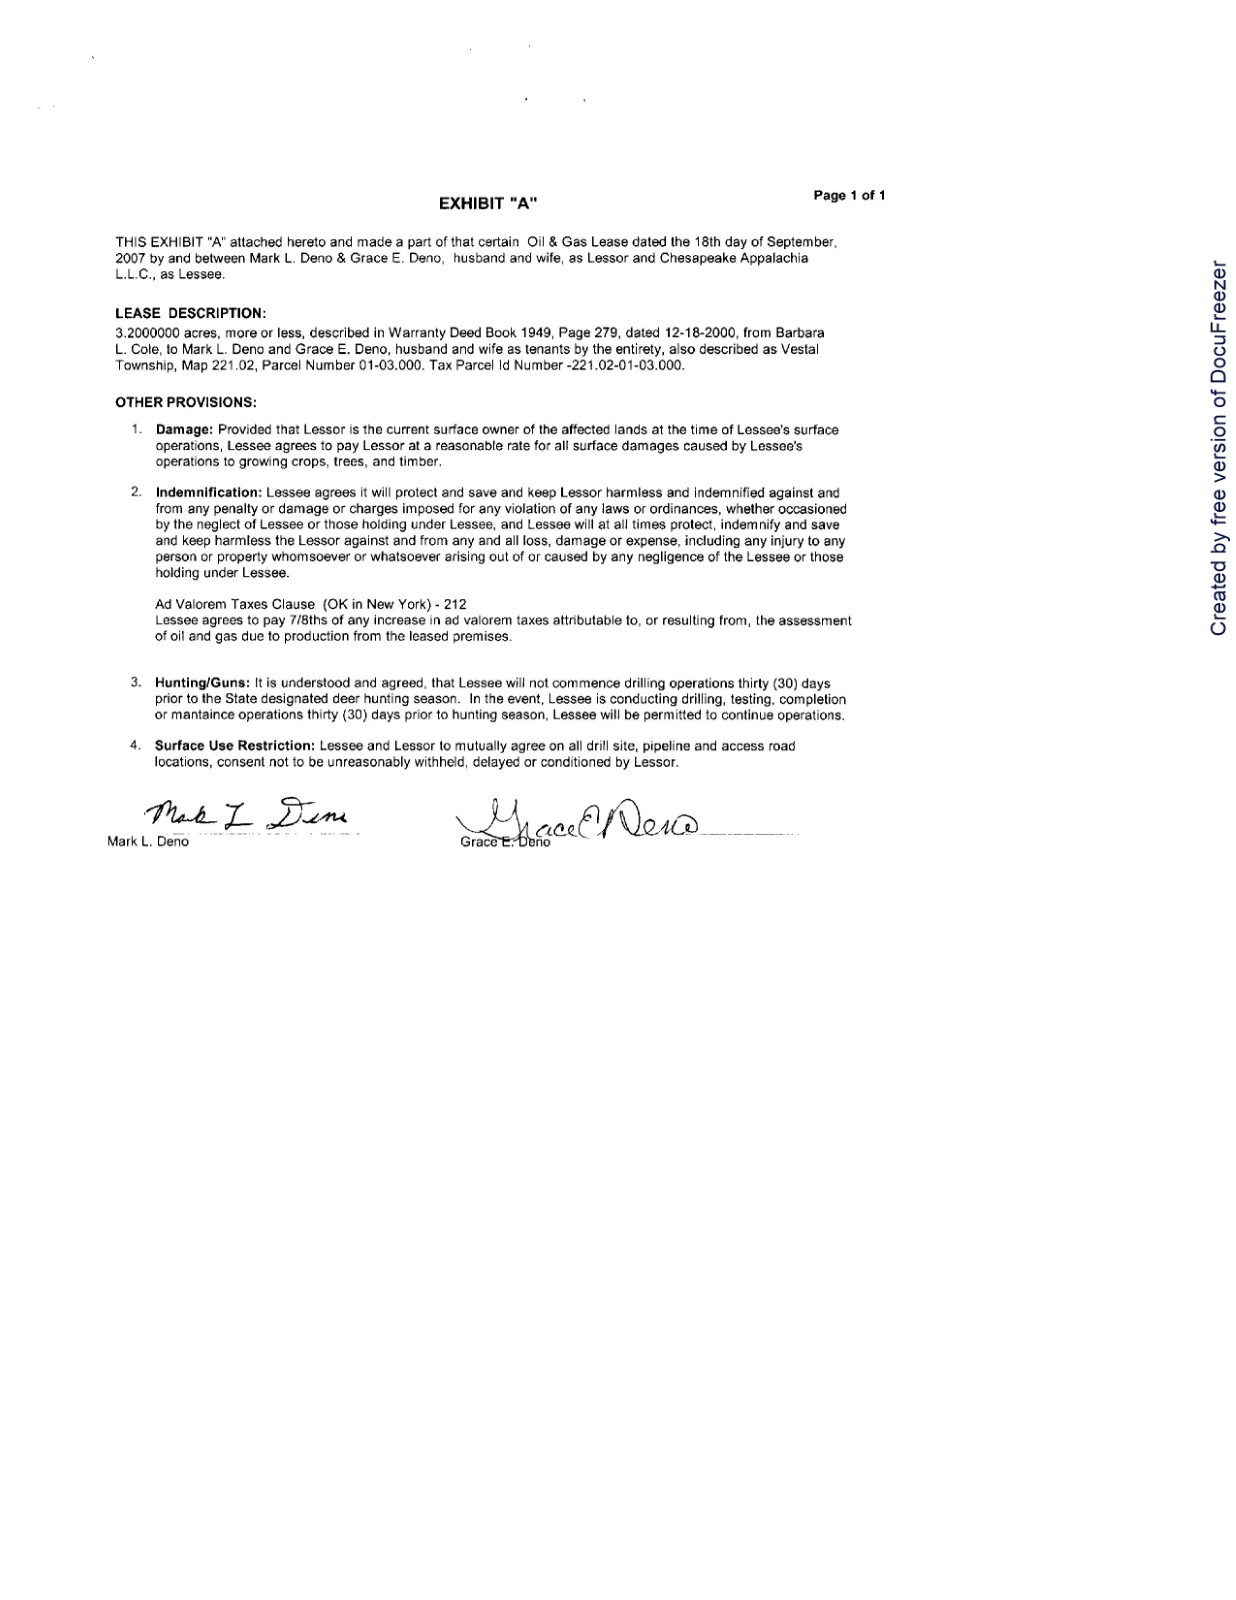 Page 1 of 1
EXHIBIT "A"
THIS EXHIBIT "A" attached hereto and made a part of that certain Oil & Gas Lease dated the 18th day of September,
2007 by and between Mark L. Deno & Grace E. Deno, husband and wife, as Lessor and Chesapeake Appalachia
L.L.C., as Lessee.
LEASE DESCRIPTION:
3.2000000 acres, more or less, described in Warranty Deed Book 1949, Page 279, dated 12-18-2000, from Barbara
L. Cole, to Mark L. Deno and Grace E. Deno, husband and wife as tenants by the entirety, also described as Vestal
Township, Map 221.02, Parcel Number 01-03.000. Tax Parcel Id Number -221.02-01-03.000.
OTHER PROVISIONS:
1. Damage: Provided that Lessor is the current surface owner of the affected lands at the time of Lessee's surface
operations, Lessee agrees to pay Lessor at a reasonable rate for all surface damages caused by Lessee's
operations to growing crops, trees, and timber.
2. Indemnification: Lessee agrees it will protect and save and keep Lessor harmless and indemnified against and
from any penalty or damage or charges imposed for any violation of any laws or ordinances, whether occasioned
by the neglect of Lessee or those holding under Lessee, and Lessee will at all times protect, indemnify and save
and keep harmless the Lessor against and from any and all loss, damage or expense, including any injury to any
person or property whomsoever or whatsoever arising out of or caused by any negligence of the Lessee or those
holding under Lessee.
Ad Valorem Taxes Clause (OK in New York) - 212
Lessee agrees to pay 7/8ths of any increase in ad valorem taxes attributable to, or resulting from, the assessment
of oil and gas due to production from the leased premises.
3. Hunting/Guns: It is understood and agreed, that Lessee will not commence drilling operations thirty (30) days
prior to the State designated deer hunting season. In the event, Lessee is conducting drilling, testing, completion
or mantaince operations thirty (30) days prior to hunting season, Lessee will be permitted to continue operations.
4. Surface Use Restriction: Lessee and Lessor to mutually agree on all drill site, pipeline and access road
locations, consent not to be unreasonably withheld, delayed or conditioned by Lessor.
Mark L Deno
Grace E Deno
Mark L. Deno
Grace E. Deno
Created by free version of DocuFreezer